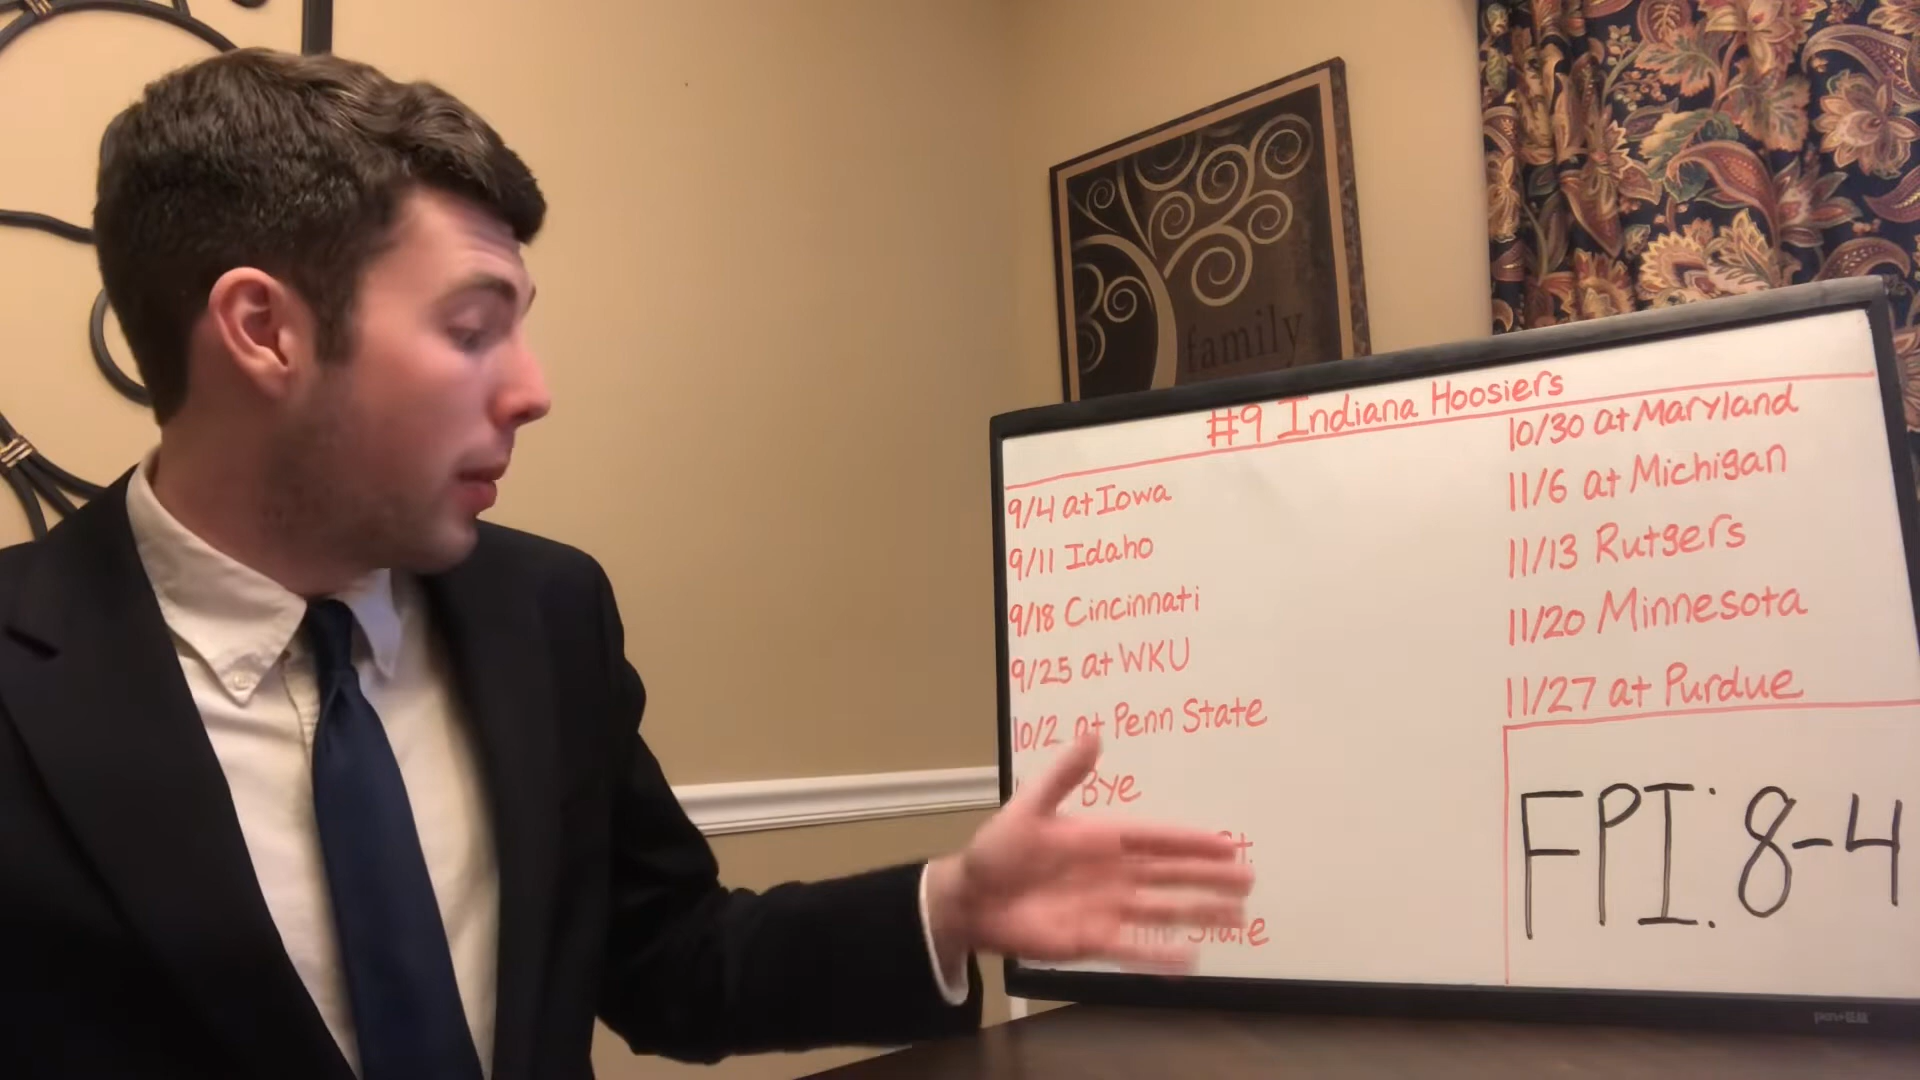 family
#9 Indiana Hoosiers
9/4 at Iowa
9/11 Idaho
9/18 Cincinnati
9/25 at WKU
10/2 at Penn State
Bye
State
10/30 at Maryland
11/6 at Michigan
11/13 Rutgers
11/20 Minnesota
11/27 at Purdue
FPI: 8-4